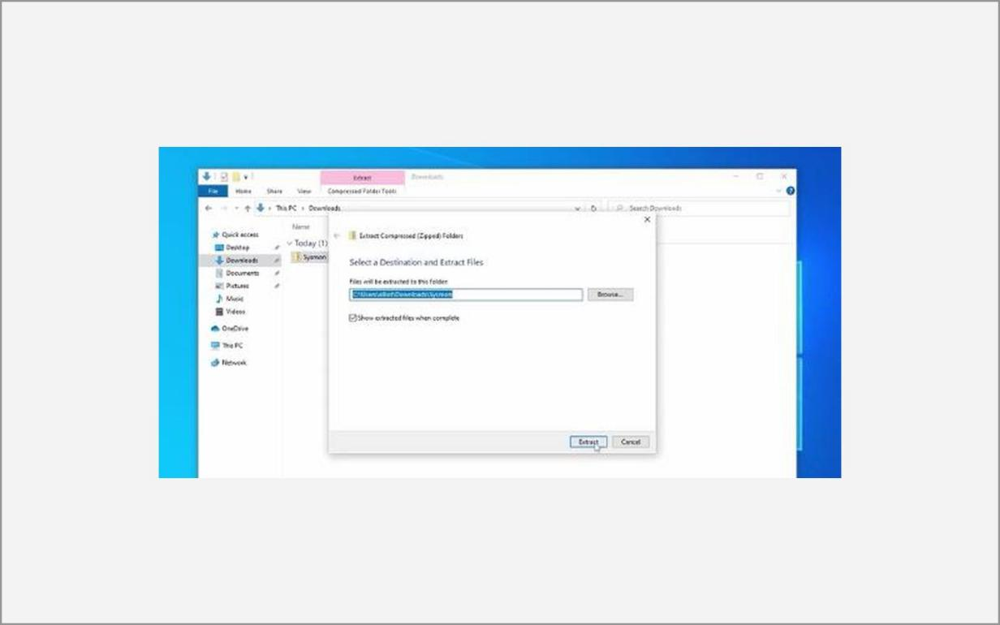 Extract
Downloads
File
Home
Share
View
Compressed Folder Tools
This PC
Downloads
Search Downloads
Name
Quick access
Desktop
Downloads
Documents
Pictures
Music
Videos
OneDrive
This PC
Network
Today (1)
Sysmon
Extract Compressed (Zipped) Folders
Select a Destination and Extract Files
Files will be extracted to this folder:
Browse...
Show extracted files when complete
Extract
Cancel